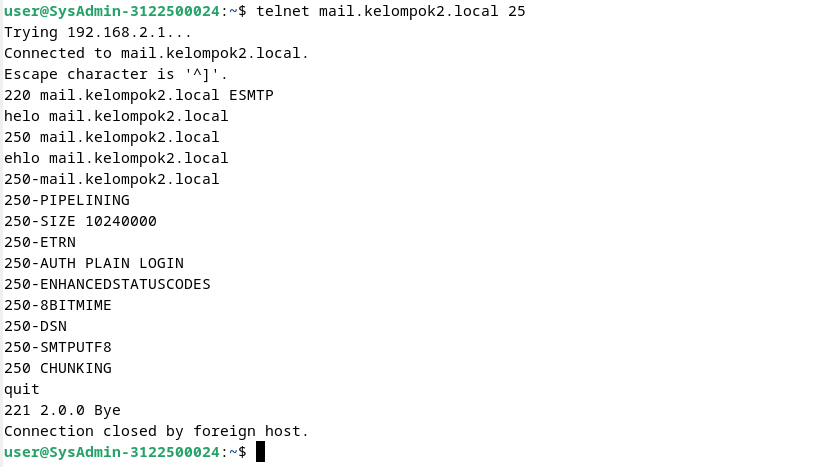 user@SysAdmin-3122500024:~$ telnet mail.kelompok2.local 25
Trying 192.168.2.1...
Connected to mail.kelompok2.local.
Escape character is '^]'.
220 mail.kelompok2.local ESMTP
helo mail.kelompok2.local
250 mail.kelompok2.local
ehlo mail.kelompok2.local
250-mail.kelompok2.local
250-PIPELINING
250-SIZE 10240000
250-ETRN
250-AUTH PLAIN LOGIN
250-ENHANCEDSTATUSCODES
250-8BITMIME
250-DSN
250-SMTPUTF8
250 CHUNKING
quit
221 2.0.0 Bye
Connection closed by foreign host.
user@SysAdmin-3122500024:~$